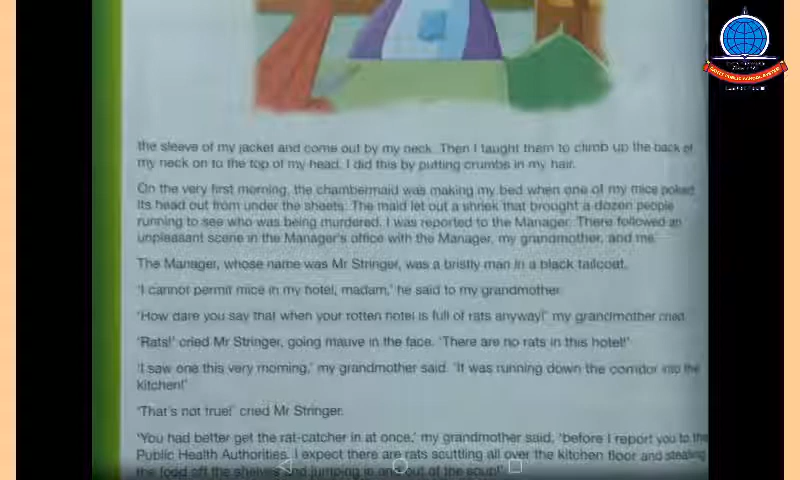 the sleeve of my jacket and come out by my neck. Then I taught them to climb up the back of
my neck on to the top of my head. I did this by putting crumbs in my hair.
On the very first morning, the chambermaid was making my bed when one of my mice poked
its head out from under the sheets. The maid let out a shriek that brought a dozen people
running to see who was being murdered. I was reported to the Manager. There followed an
unpleasant scene in the Manager's office with the Manager, my grandmother, and me.
The Manager, whose name was Mr Stringer, was a bristly man in a black tailcoat.
'I cannot permit mice in my hotel, madam,' he said to my grandmother.
'How dare you say that when your rotten hotel is full of rats anyway!' my grandmother cried.
'Rats!' cried Mr Stringer, going mauve in the face. 'There are no rats in this hotel!'
'I saw one this very morning,' my grandmother said. 'It was running down the corridor into the
kitchen!'
'That's not true!' cried Mr Stringer.
'You had better get the rat-catcher in at once,' my grandmother said, 'before I report you to the
Public Health Authorities. I expect there are rats scuttling all over the kitchen floor and stealing
the food off the shelves and jumping in and out of the soup!'